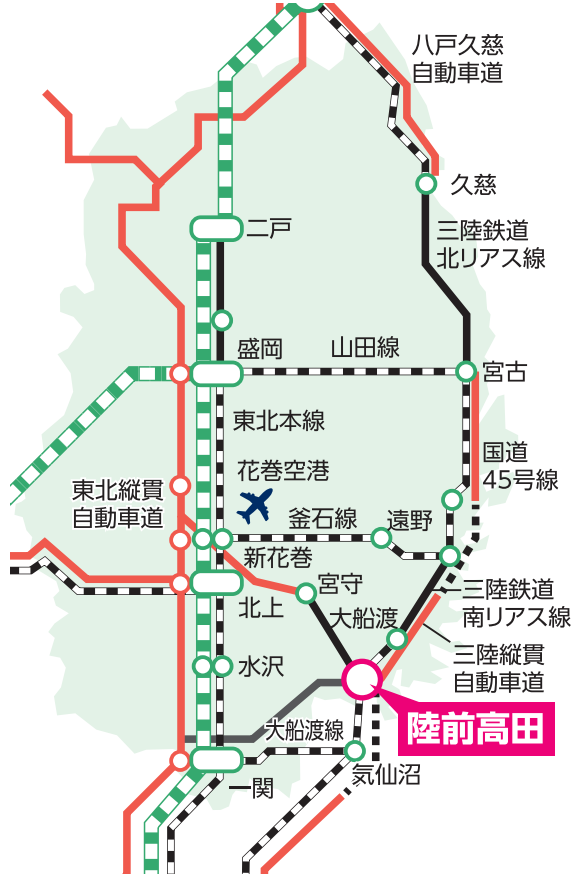 八戸久慈
自動車道
久慈
二戸
三陸鉄道
北リアス線
盛岡
山田線
宮古
東北本線
国道
45号線
花巻空港
東北縦貫
自動車道
釜石線
遠野
新花巻
宮守
三陸鉄道
南リアス線
北上
大船渡
三陸縦貫
自動車道
水沢
陸前高田
大船渡線
気仙沼
一関